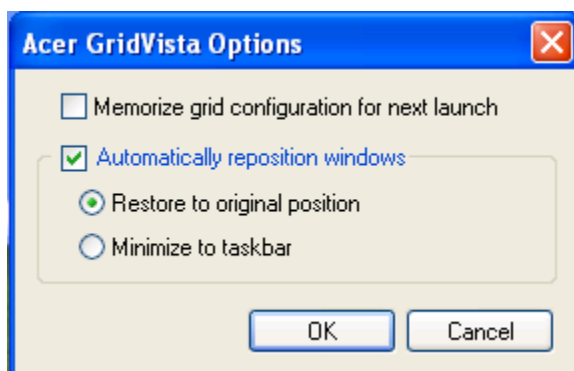 Acer GridVista Options
Memorize grid configuration for next launch
Automatically reposition windows
Restore to original position
Minimize to taskbar
OK
Cancel